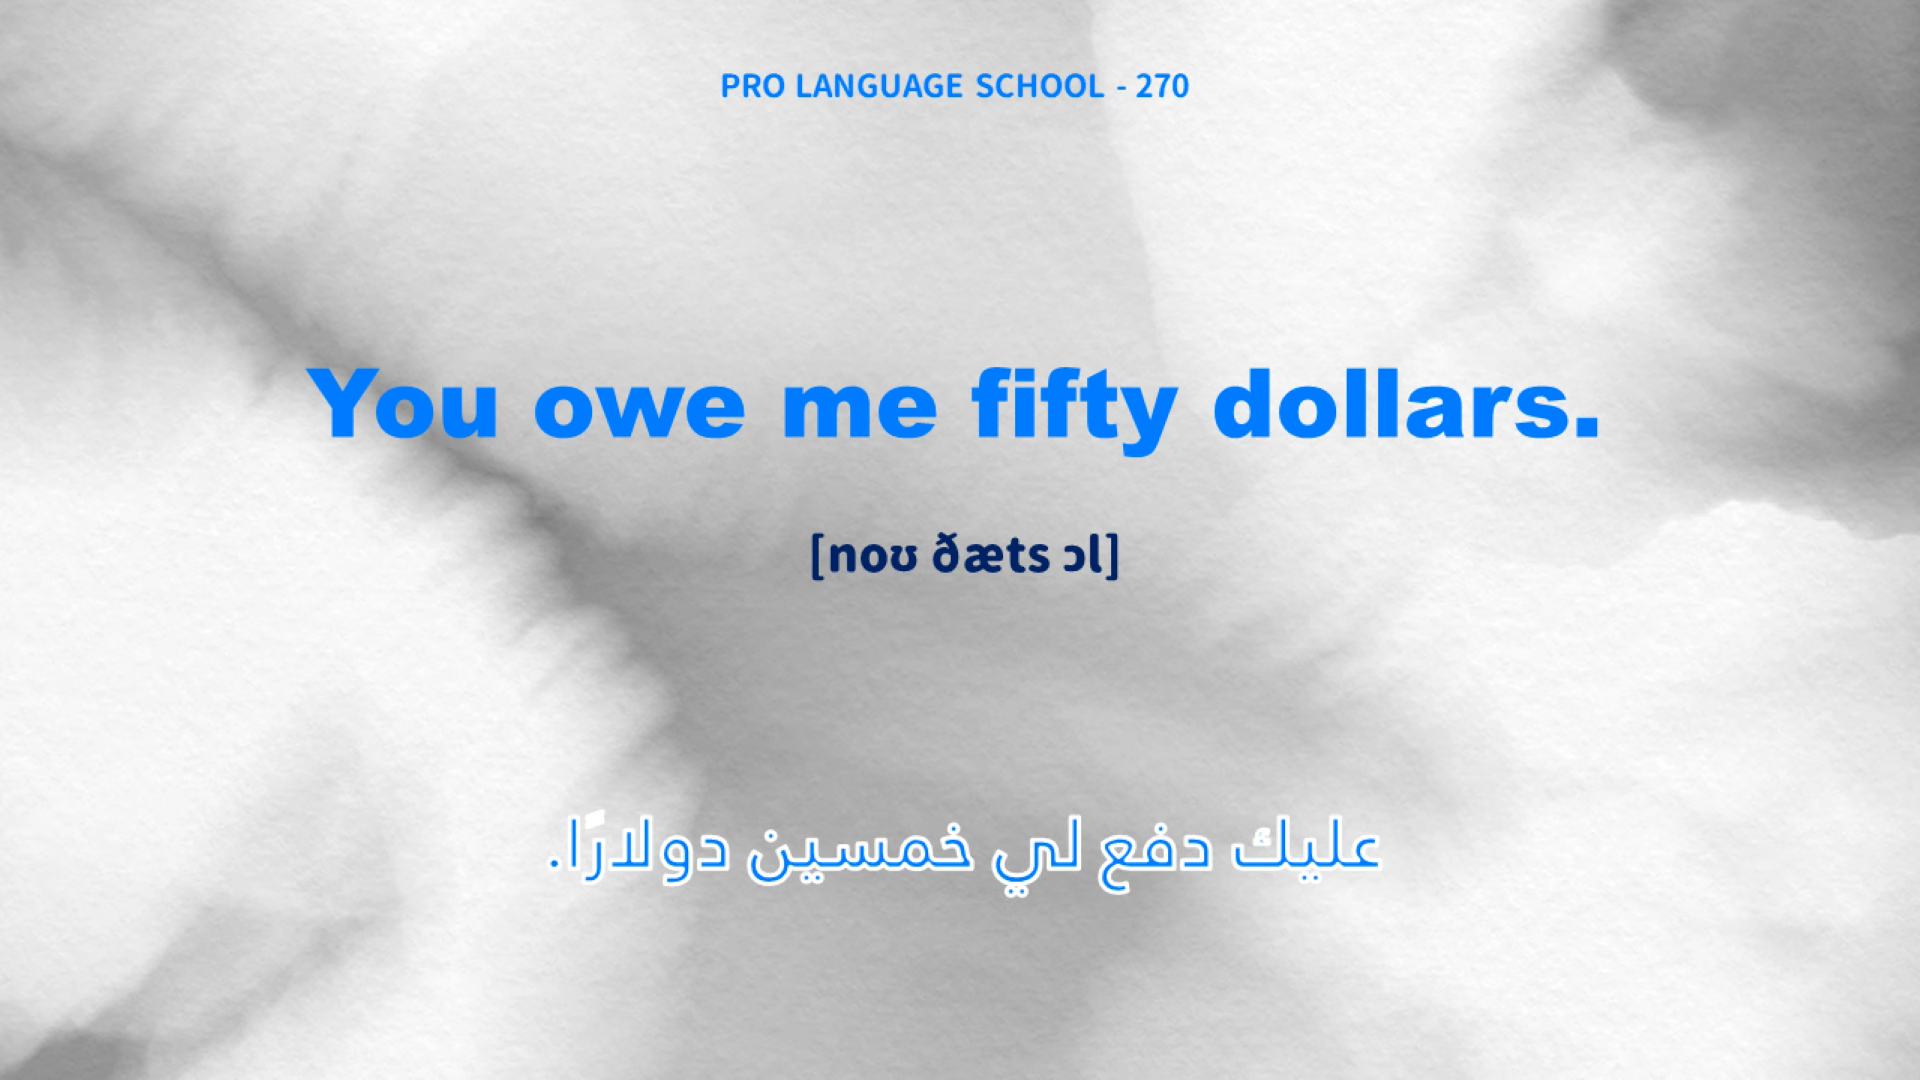 PRO LANGUAGE SCHOOL - 270
You owe me fifty dollars.
[noʊ ðæts ɔl]
عليك دفع لي خمسين دولارًا.